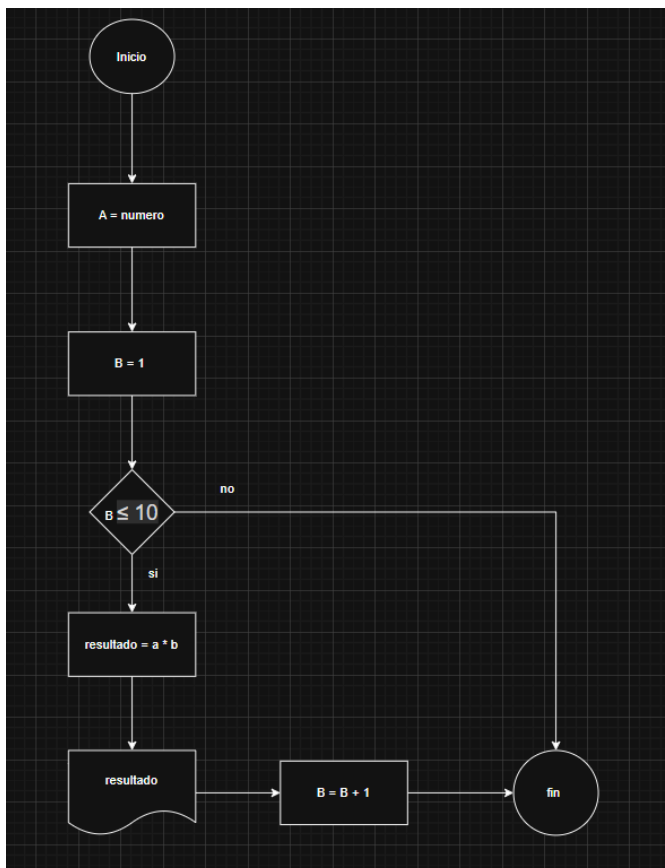 Inicio
A = numero
B = 1
B ≤ 10
no
si
resultado = a * b
resultado
B = B + 1
fin